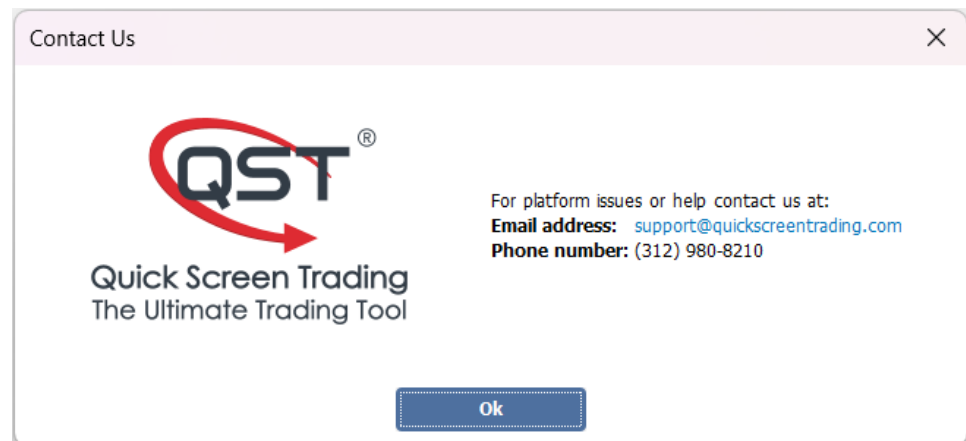 Contact Us
QST®
Quick Screen Trading
The Ultimate Trading Tool
For platform issues or help contact us at:
Email address: support@quickscreentrading.com
Phone number: (312) 980-8210
Ok